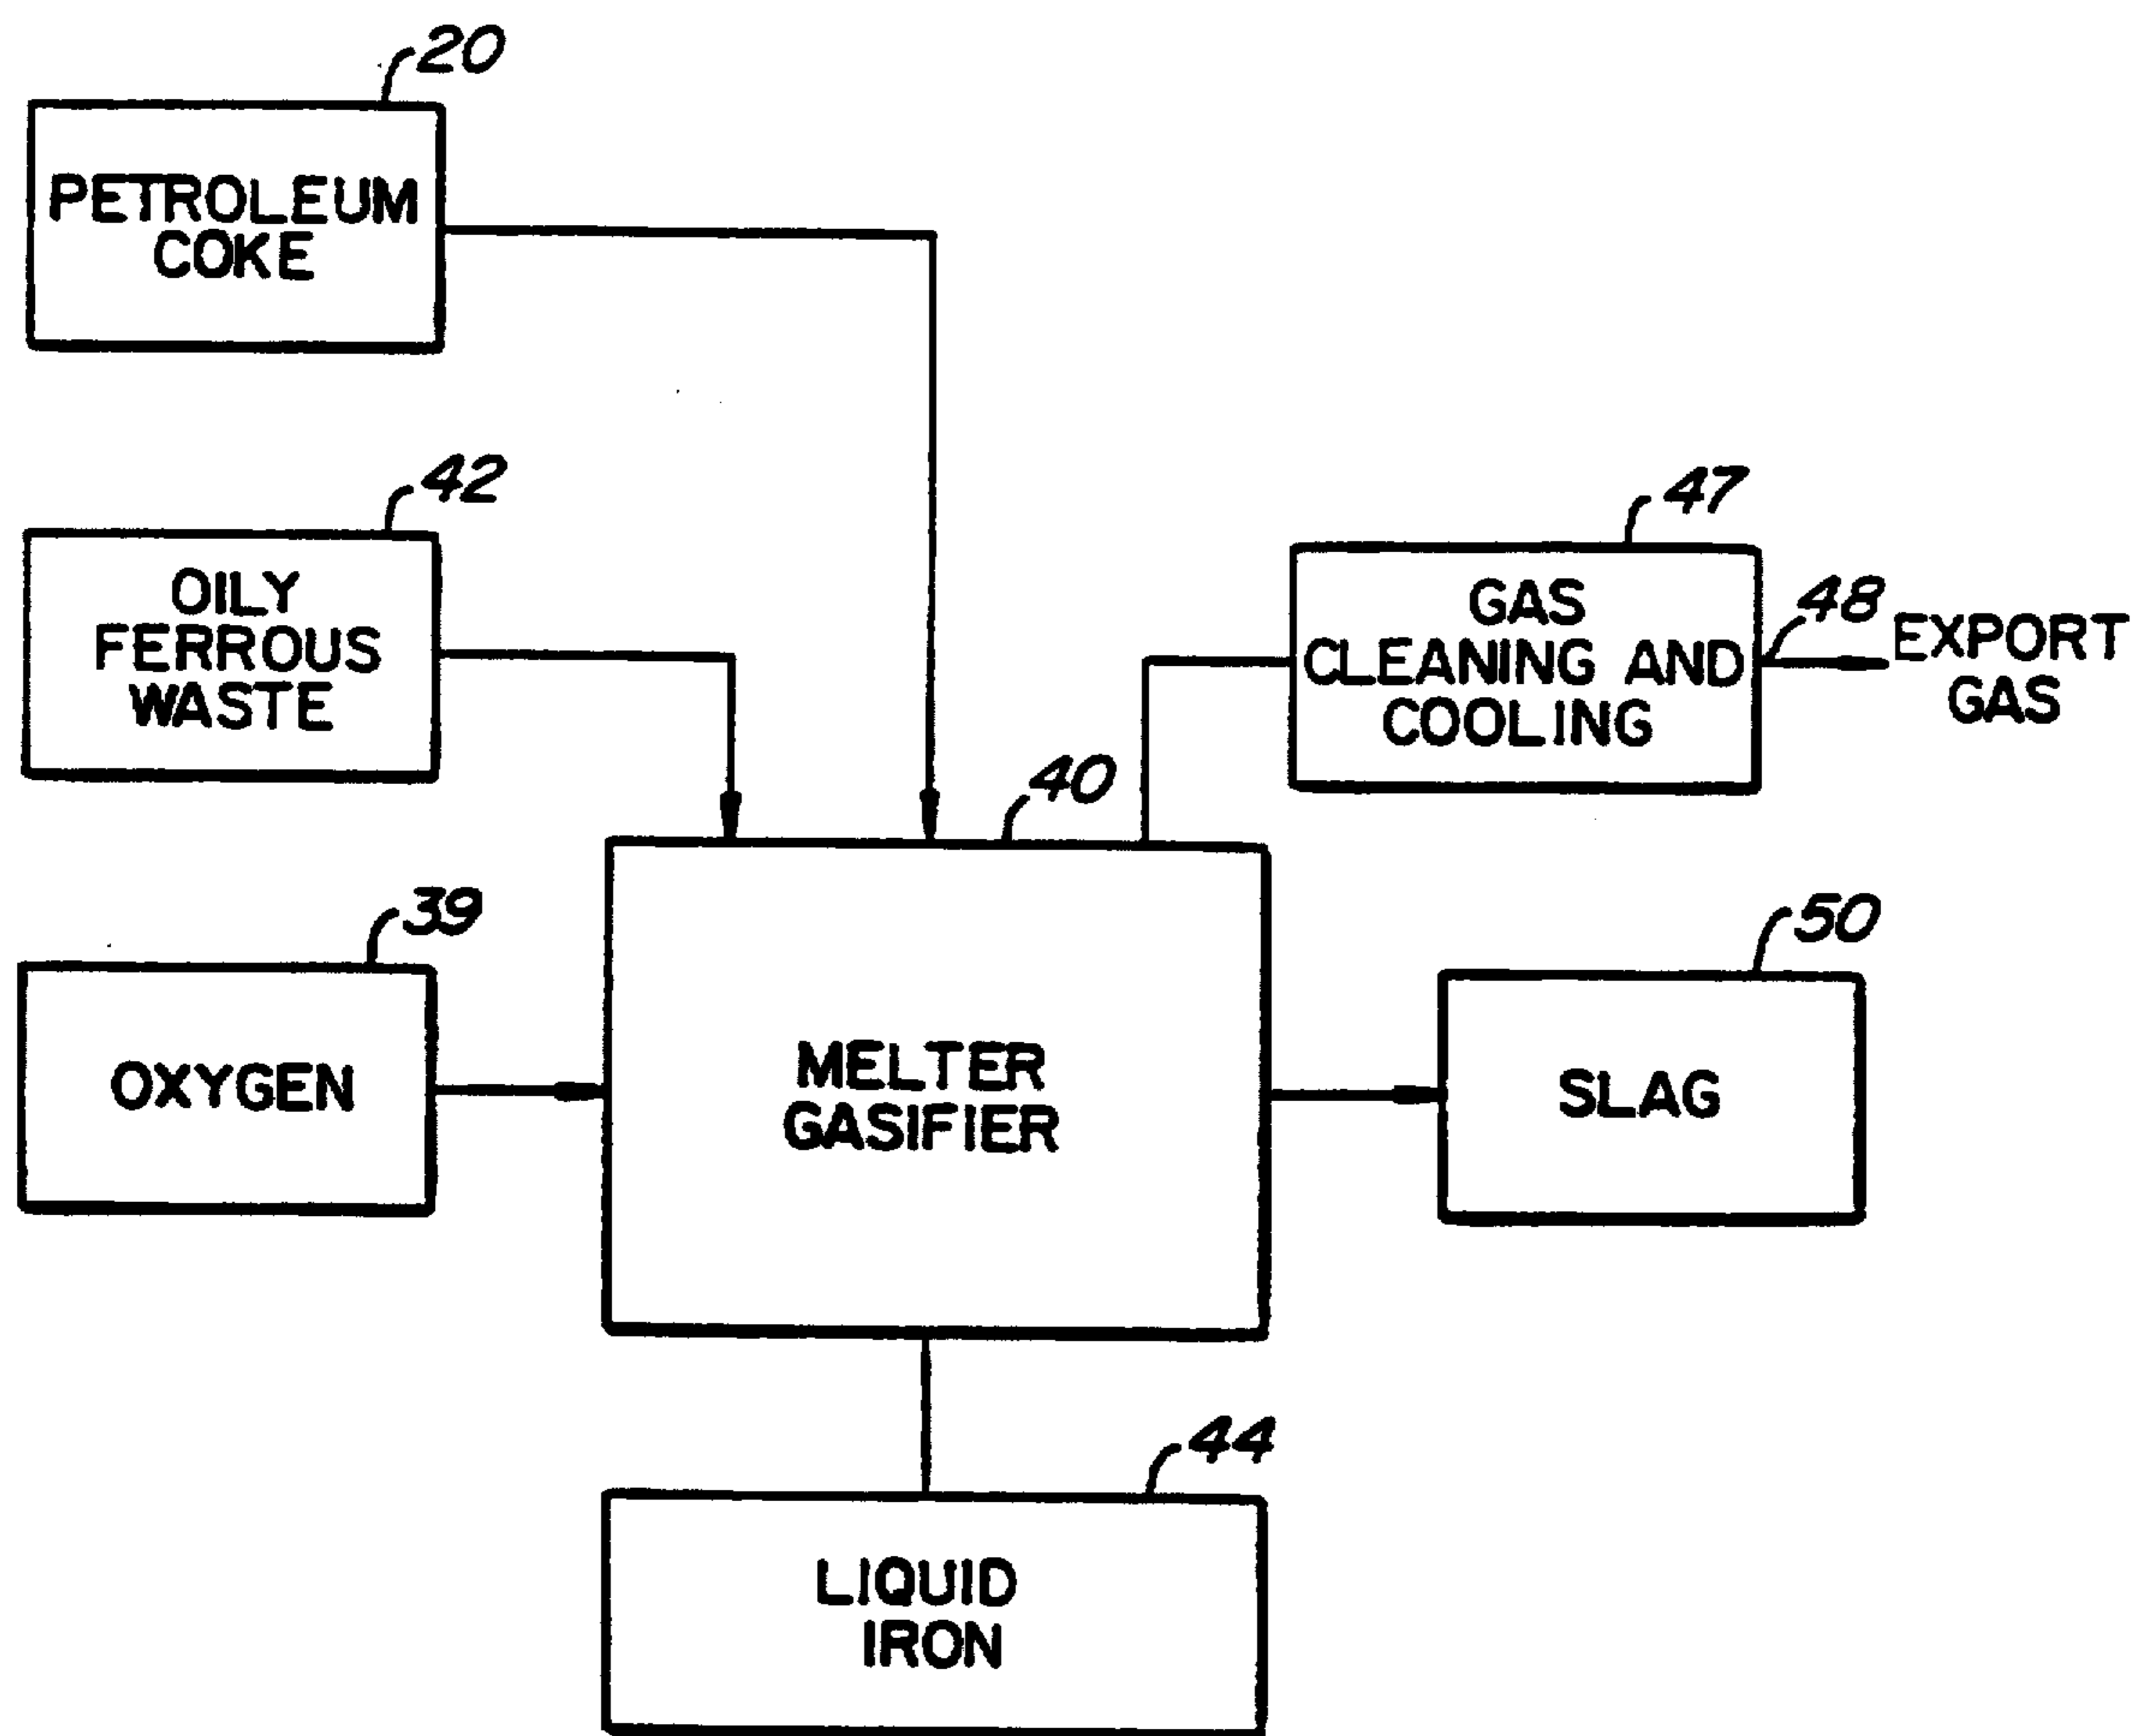 20
PETROLEUM
COKE
42
OILY
FERROUS
WASTE
47
GAS
CLEANING AND
COOLING
48
EXPORT
GAS
40
MELTER
GASIFIER
39
OXYGEN
50
SLAG
44
LIQUID
IRON